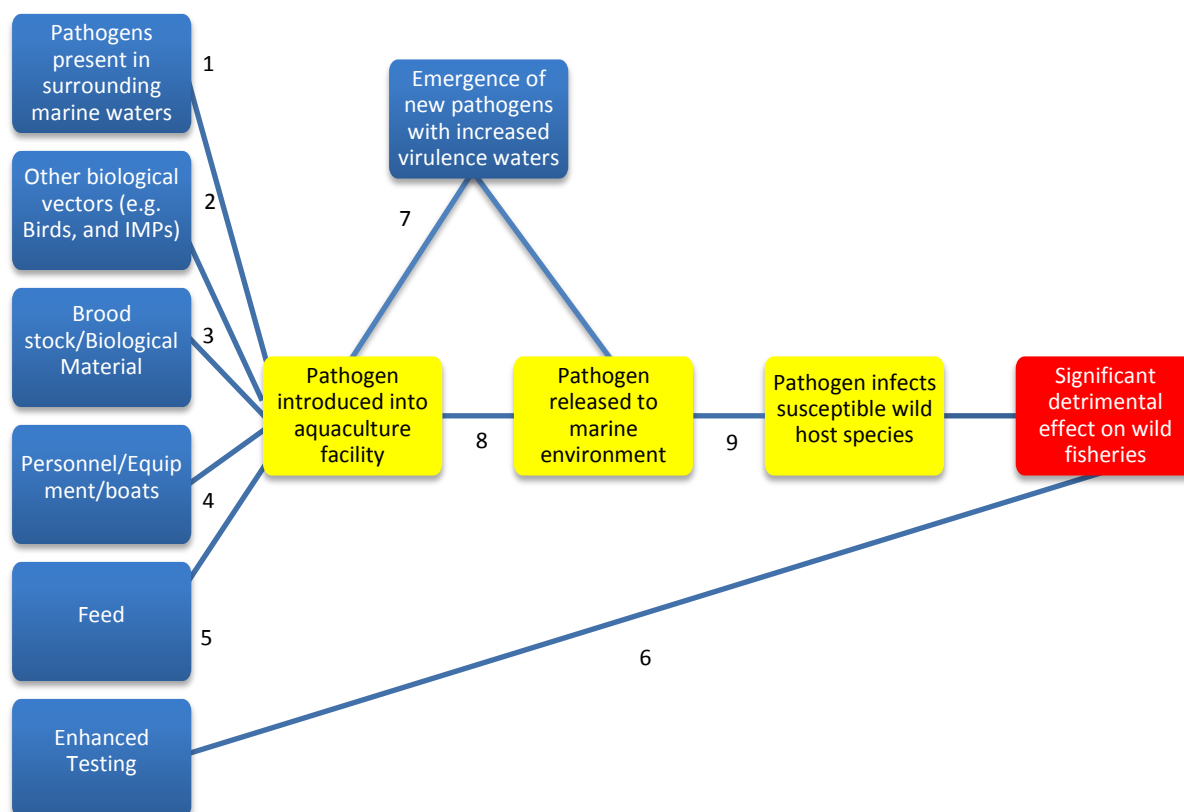 Pathogens
present in
surrounding
marine waters
1
Emergence of
new pathogens
with increased
virulence waters
Other biological
vectors (e.g.
Birds, and IMPs)
2
7
Brood
stock/Biological
Material
3
Pathogen
introduced into
aquaculture
facility
8
Pathogen
released to
marine
environment
9
Pathogen infects
susceptible wild
host species
Significant
detrimental
effect on wild
fisheries
Personnel/Equip
ment/boats
4
Feed
5
6
Enhanced
Testing